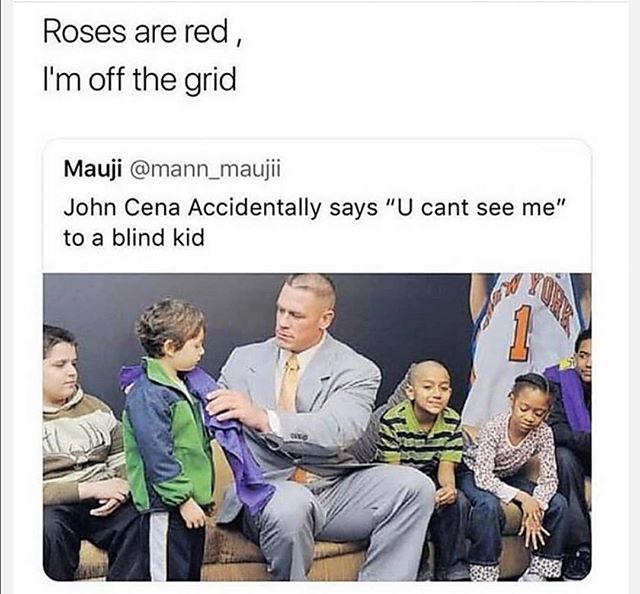 Roses are red ,
I'm off the grid
Mauji @mann_maujii
John Cena Accidentally says “U cant see me”
to a blind kid
NEW YORK
1